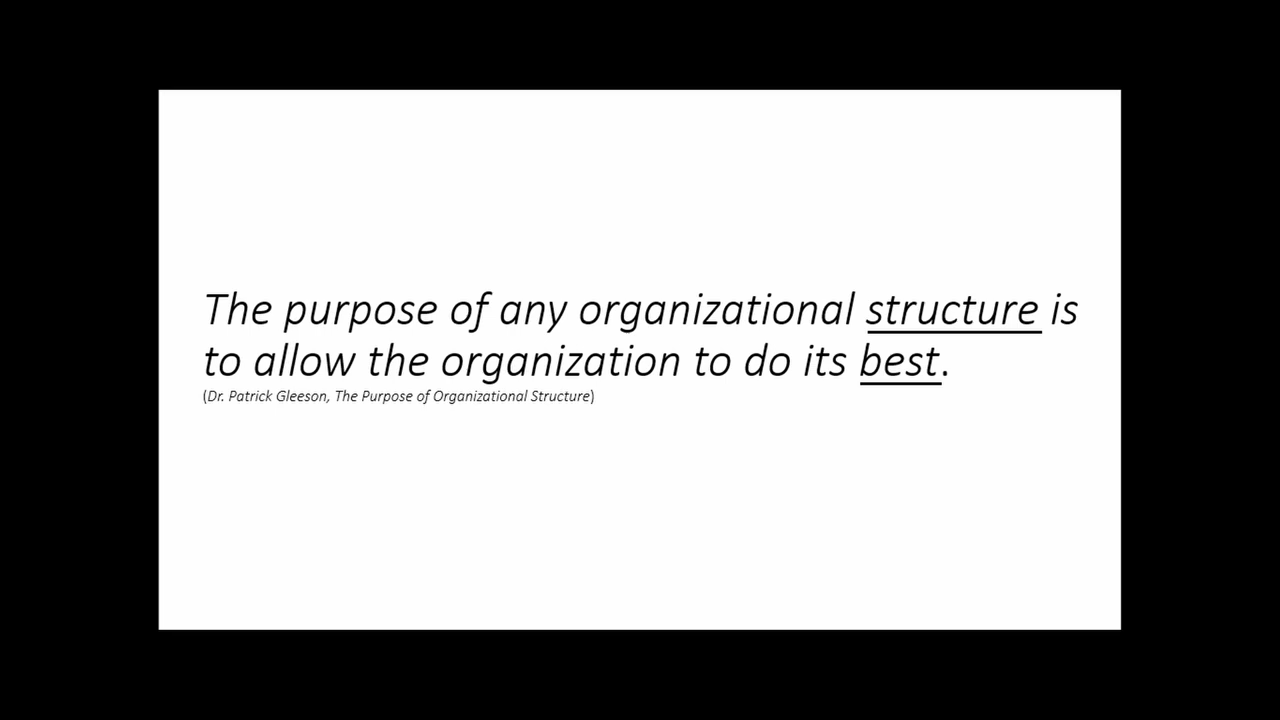 The purpose of any organizational structure is
to allow the organization to do its best.
(Dr. Patrick Gleeson, The Purpose of Organizational Structure)